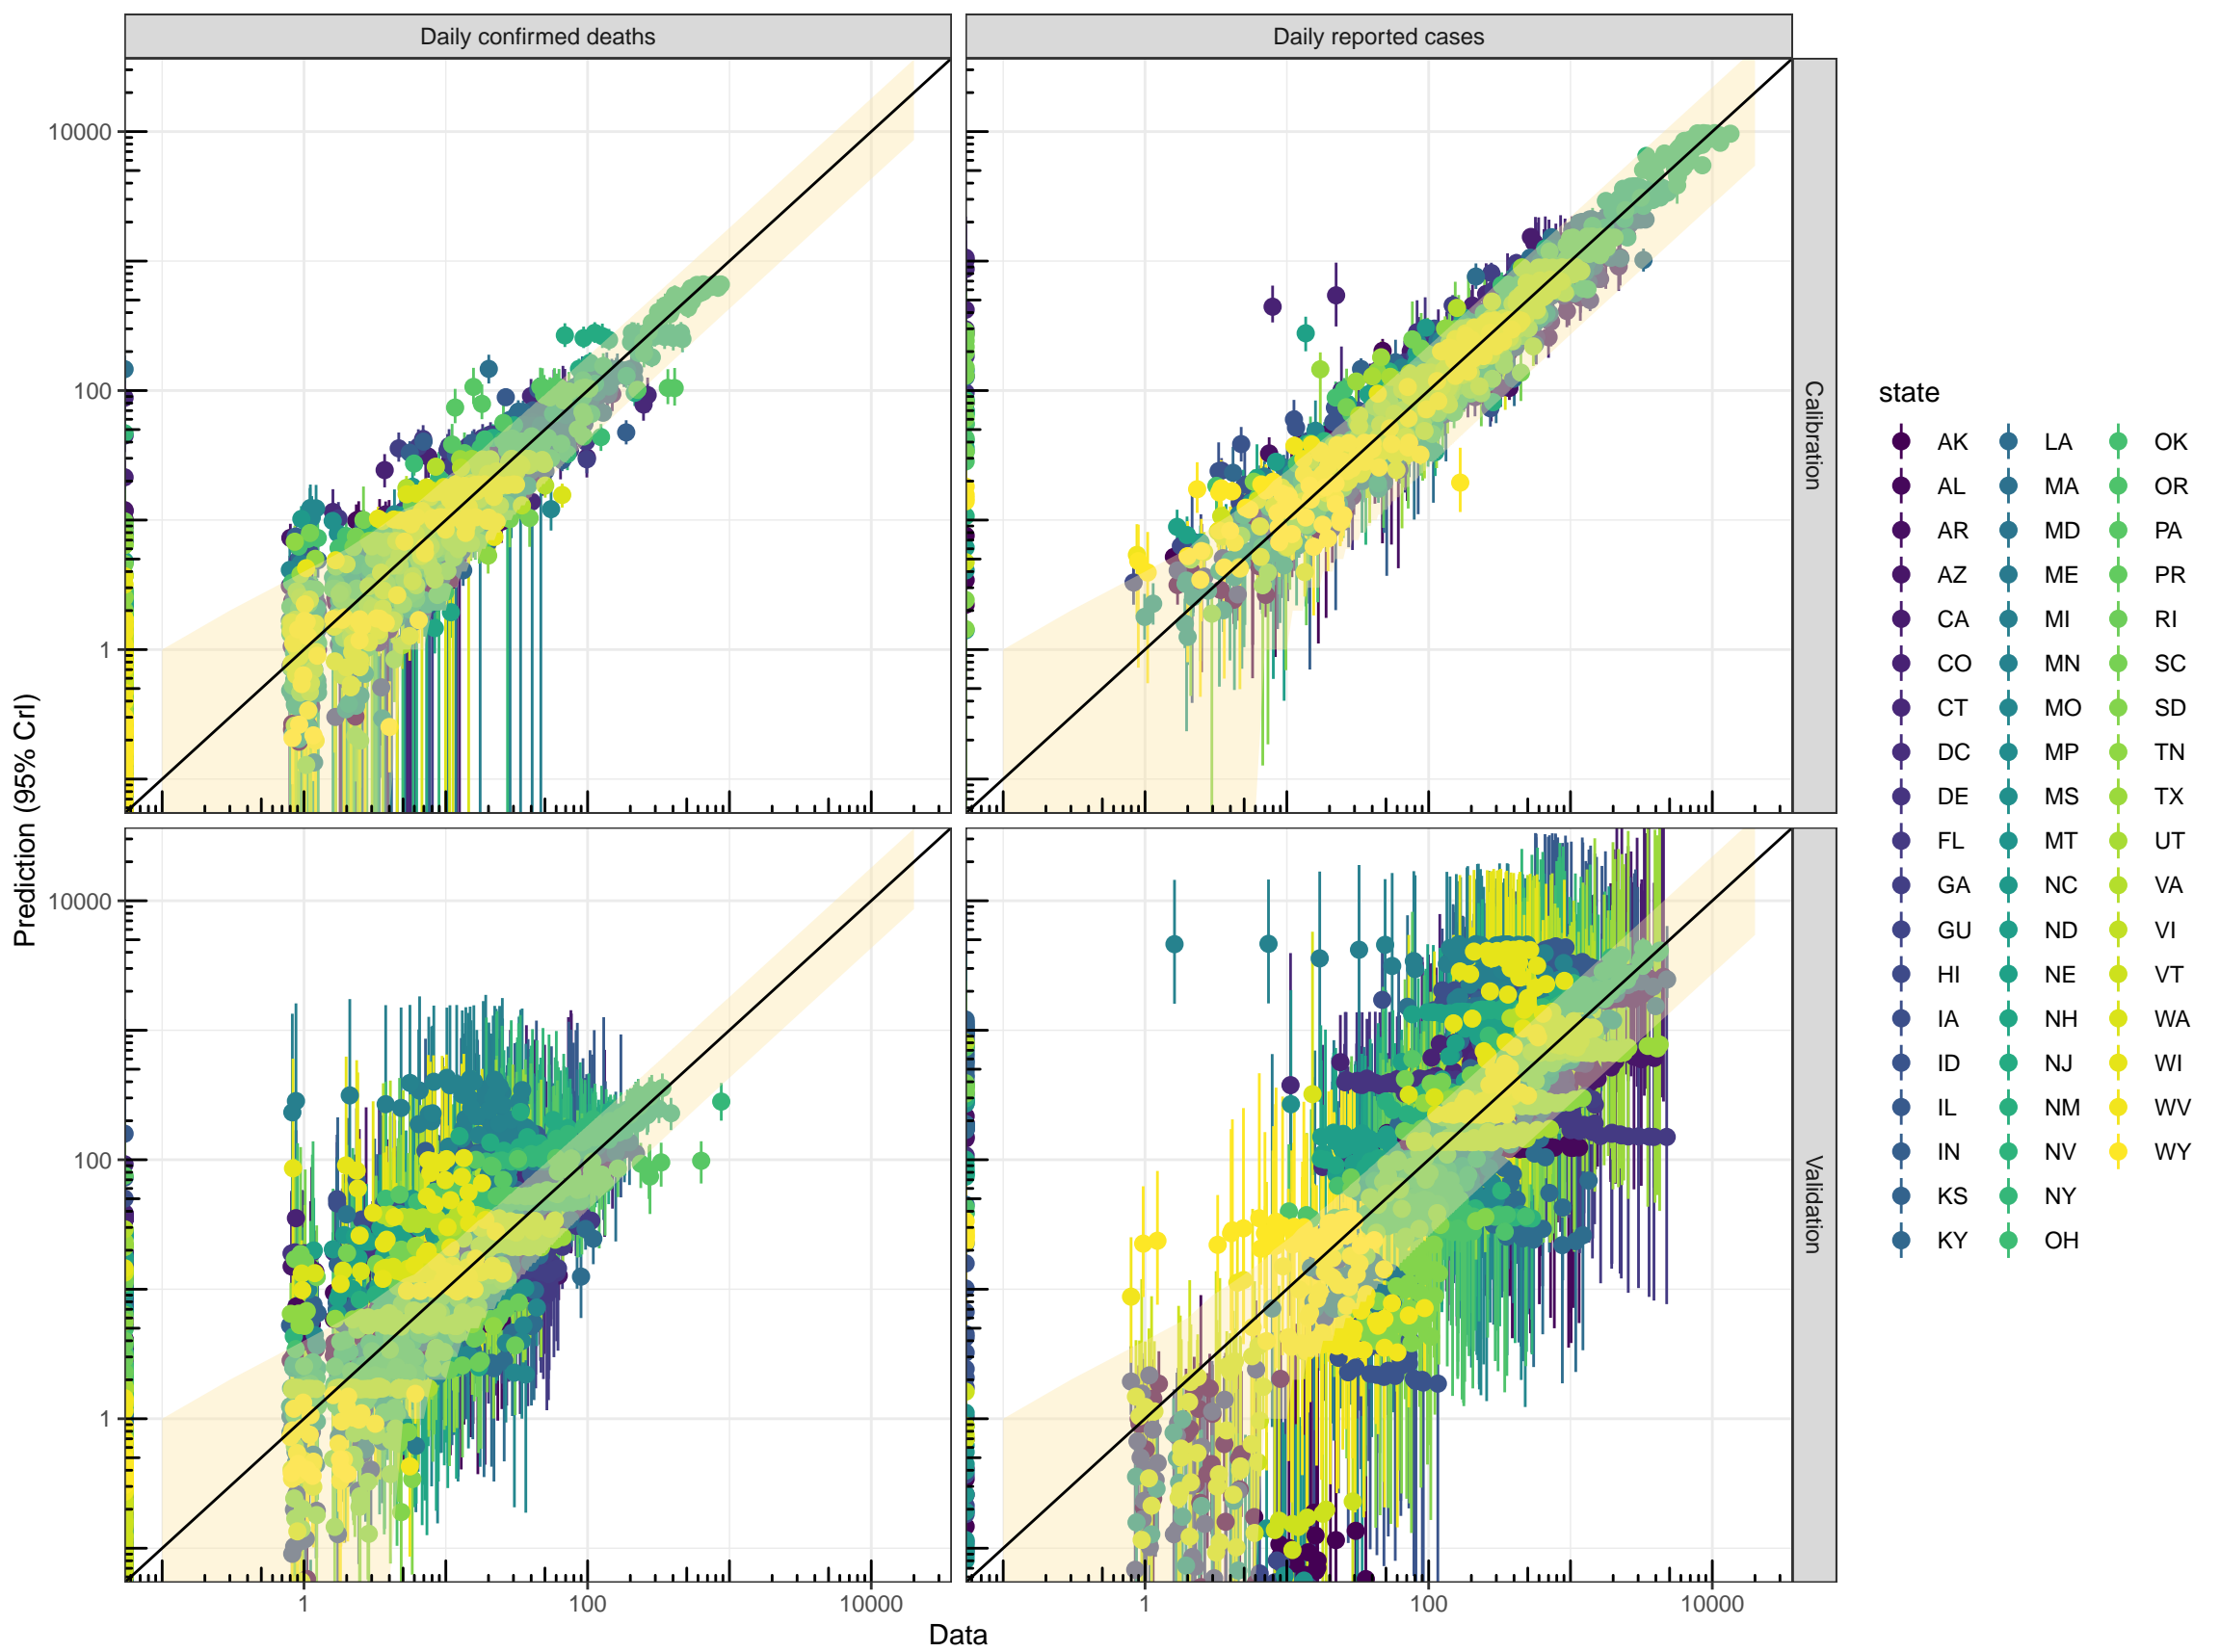 Daily confirmed deaths
Daily reported cases
10000
100
1
Calibration
10000
100
1
Validation
1
100
10000
1
100
10000
Prediction (95% CrI)
Data
state
AK
AL
AR
AZ
CA
CO
CT
DC
DE
FL
GA
GU
HI
IA
ID
IL
IN
KS
KY
LA
MA
MD
ME
MI
MN
MO
MP
MS
MT
NC
ND
NE
NH
NJ
NM
NV
NY
OH
OK
OR
PA
PR
RI
SC
SD
TN
TX
UT
VA
VI
VT
WA
WI
WV
WY